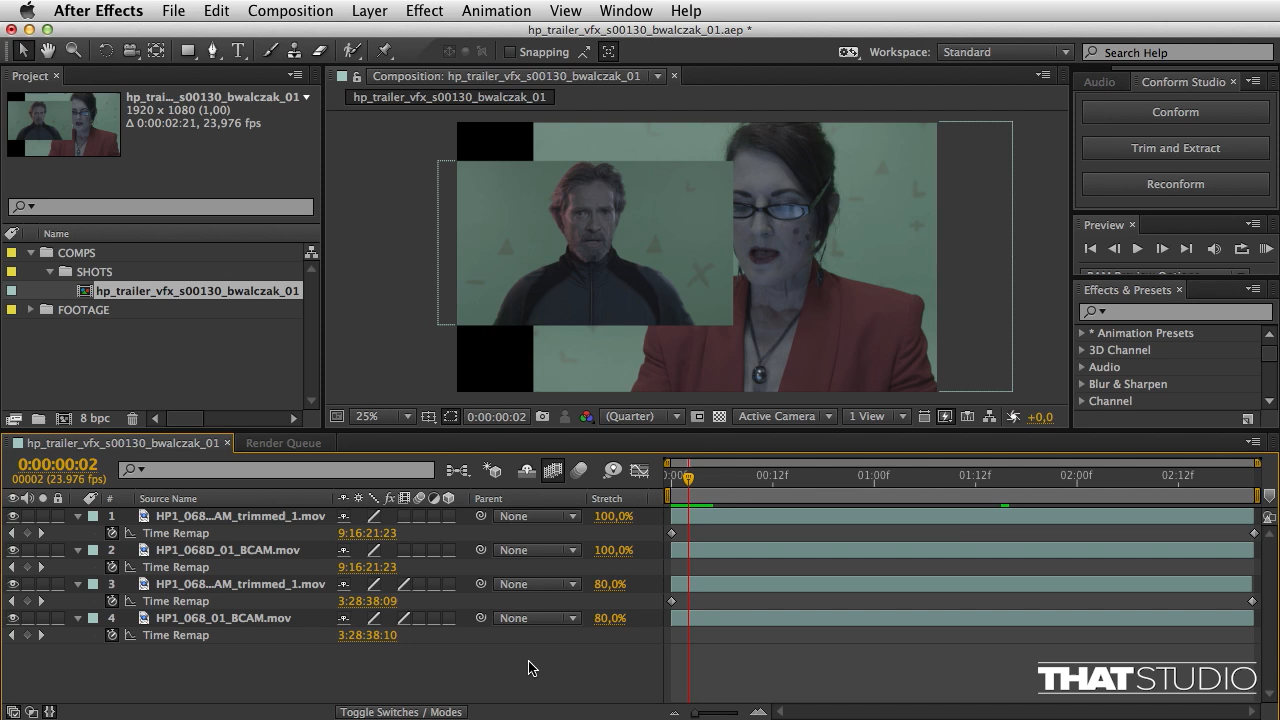 After Effects File Edit Composition Layer Effect Animation View Window Help
hp_trailer_vfx_s00130_bwalczak_01.aep *
Snapping Workspace: Standard Search Help
Project × Composition: hp_trailer_vfx_s00130_bwalczak_01 × Audio Conform Studio ×
hp_trai..._s00130_bwalczak_01
1920 x 1080 (1,00)
Δ 0:00:02:21, 23,976 fps
hp_trailer_vfx_s00130_bwalczak_01
Conform
Trim and Extract
Reconform
Preview ×
Effects & Presets ×
* Animation Presets
3D Channel
Audio
Blur & Sharpen
Channel
Name
COMPS
SHOTS
hp_trailer_vfx_s00130_bwalczak_01
FOOTAGE
8 bpc
25% 0:00:00:02 (Quarter) Active Camera 1 View +0,0
hp_trailer_vfx_s00130_bwalczak_01 × Render Queue
0:00:00:02
00002 (23.976 fps)
00:12f 01:00f 01:12f 02:00f 02:12f
# Source Name fx Parent Stretch
1 HP1_068...AM_trimmed_1.mov None 100,0%
Time Remap 9:16:21:23
2 HP1_068D_01_BCAM.mov None 100,0%
Time Remap 9:16:21:23
3 HP1_068...AM_trimmed_1.mov None 80,0%
Time Remap 3:28:38:09
4 HP1_068_01_BCAM.mov None 80,0%
Time Remap 3:28:38:10
THATSTUDIO
Toggle Switches / Modes